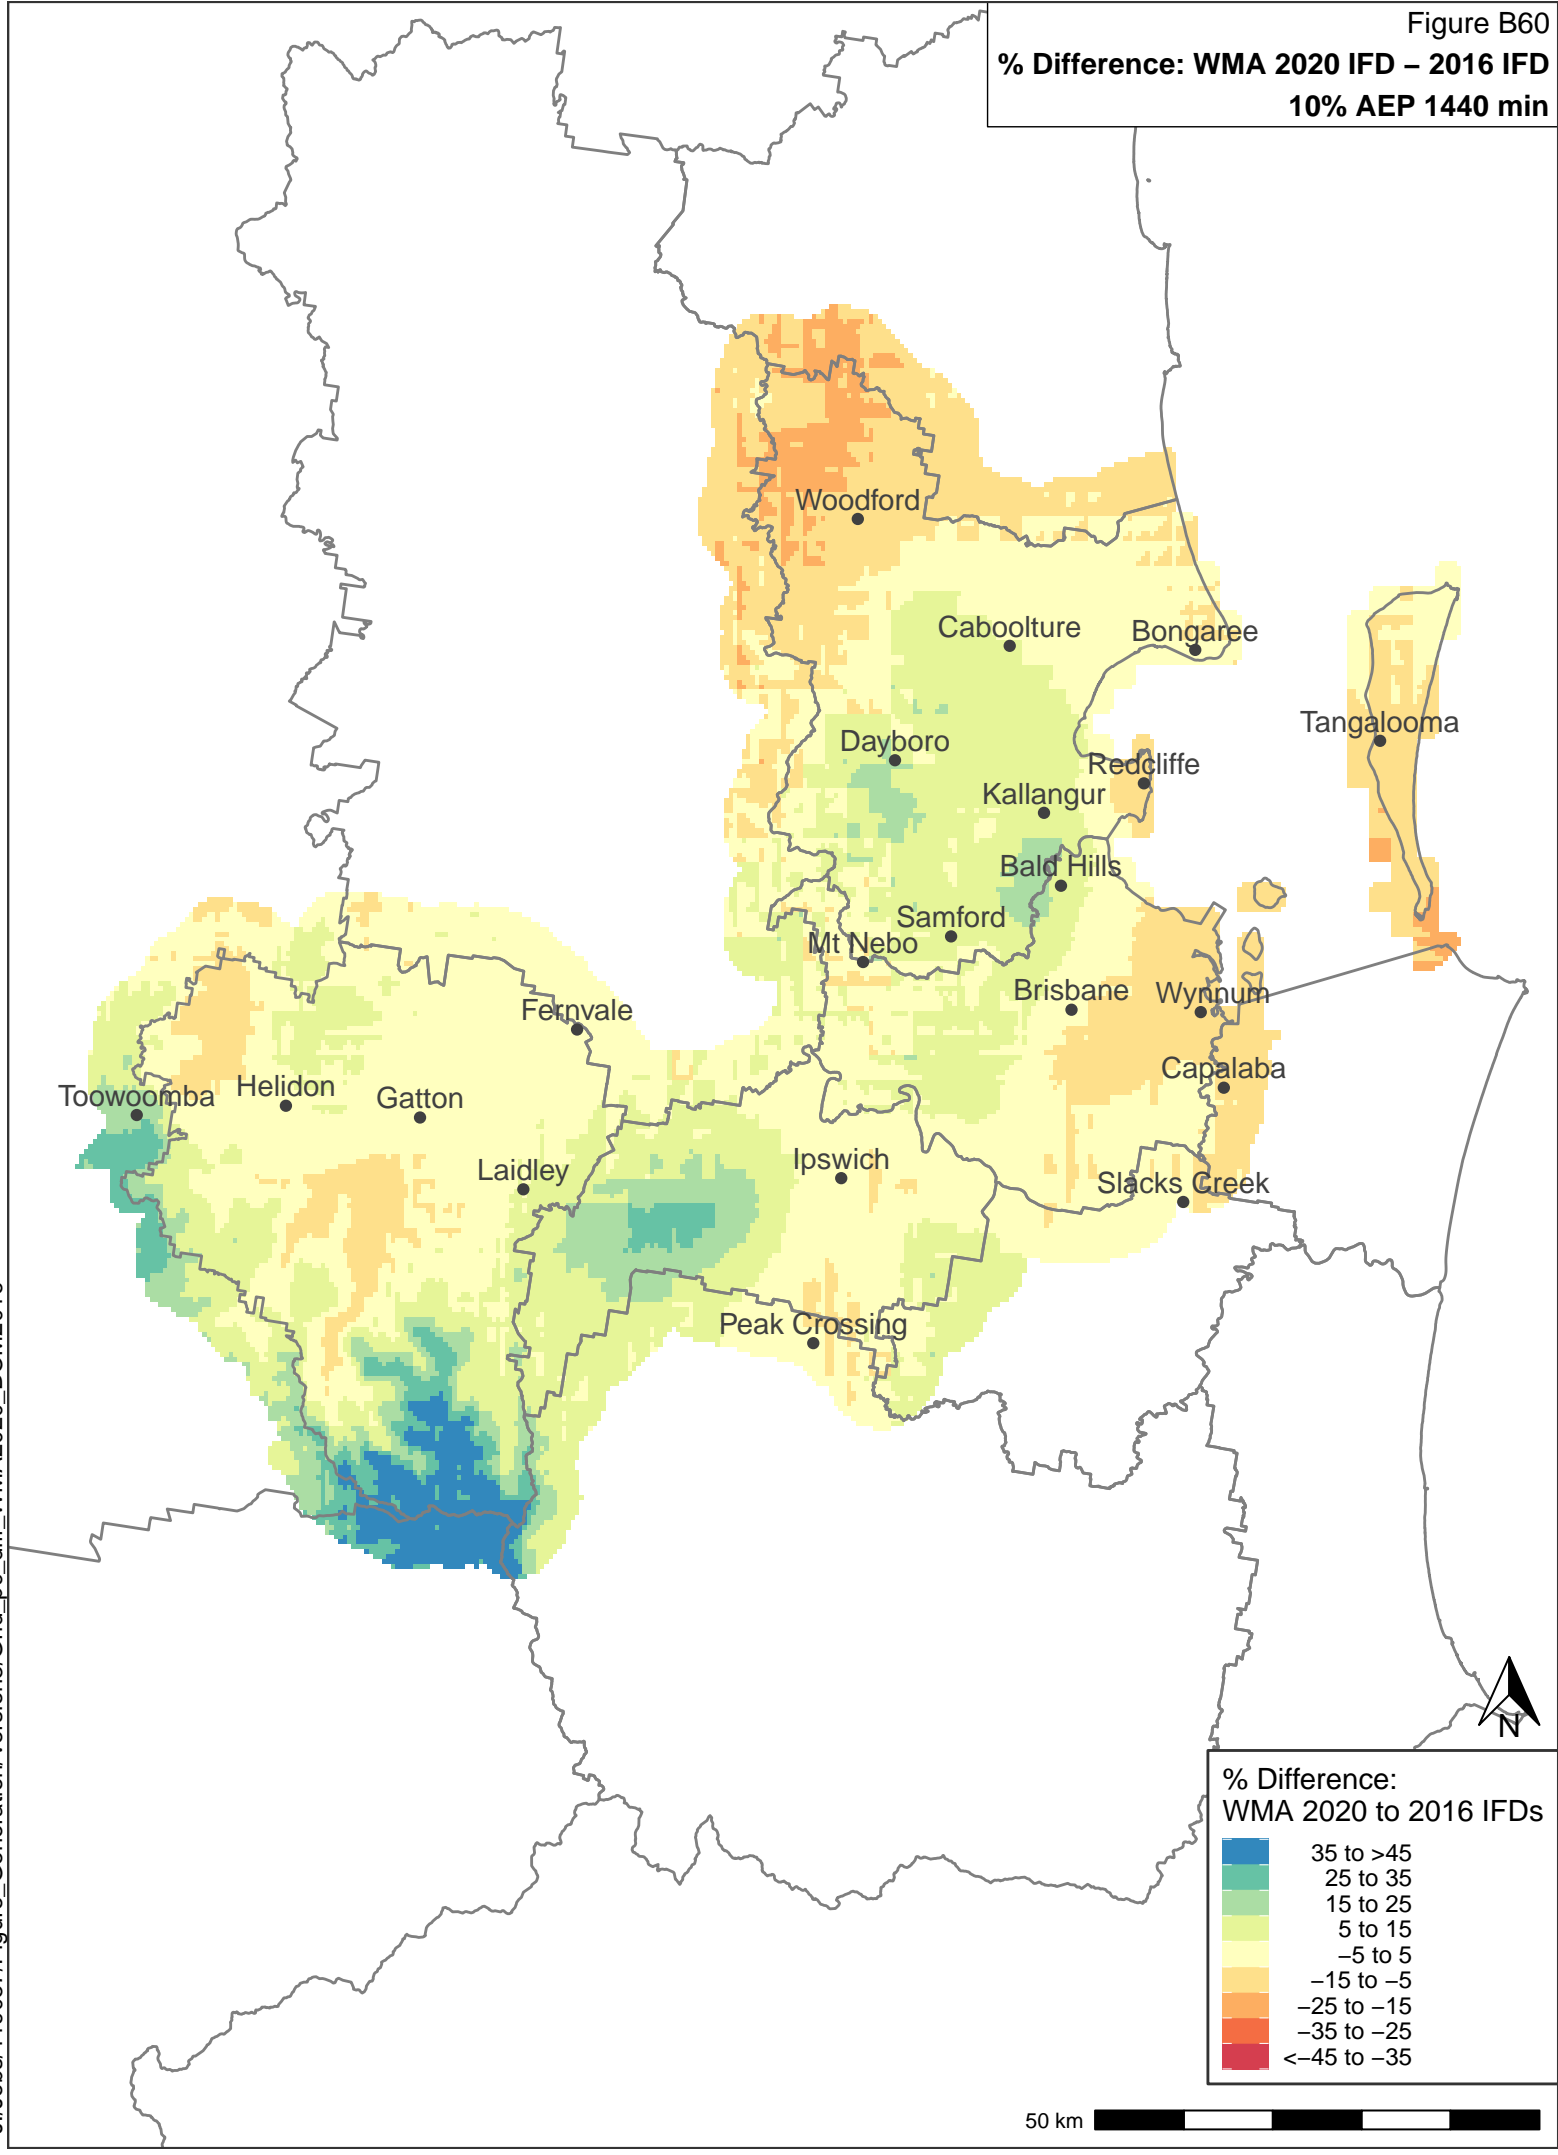 Figure B60
% Difference: WMA 2020 IFD – 2016 IFD
10% AEP 1440 min
Woodford
Caboolture
Bongaree
Tangalooma
Dayboro
Redcliffe
Kallangur
Bald Hills
Samford
Mt Nebo
Brisbane
Wynnum
Fernvale
Capalaba
Toowoomba
Helidon
Gatton
Laidley
Ipswich
Slacks Creek
Peak Crossing
N
% Difference:
WMA 2020 to 2016 IFDs
35 to >45
25 to 35
15 to 25
5 to 15
−5 to 5
−15 to −5
−25 to −15
−35 to −25
<−45 to −35
50 km